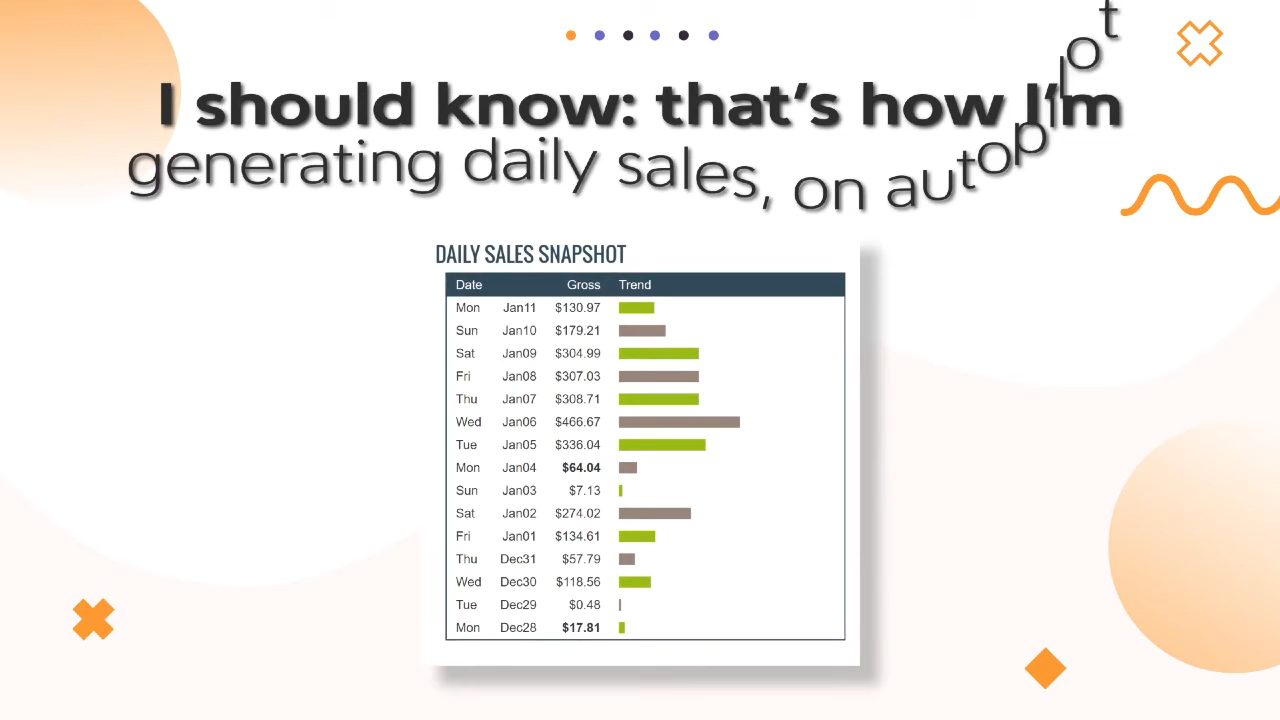 I should know: that's how I'm
generating daily sales, on autopilot
DAILY SALES SNAPSHOT
Date Gross Trend
Mon Jan11 $130.97
Sun Jan10 $179.21
Sat Jan09 $304.99
Fri Jan08 $307.03
Thu Jan07 $308.71
Wed Jan06 $466.67
Tue Jan05 $336.04
Mon Jan04 $64.04
Sun Jan03 $7.13
Sat Jan02 $274.02
Fri Jan01 $134.61
Thu Dec31 $57.79
Wed Dec30 $118.56
Tue Dec29 $0.48
Mon Dec28 $17.81